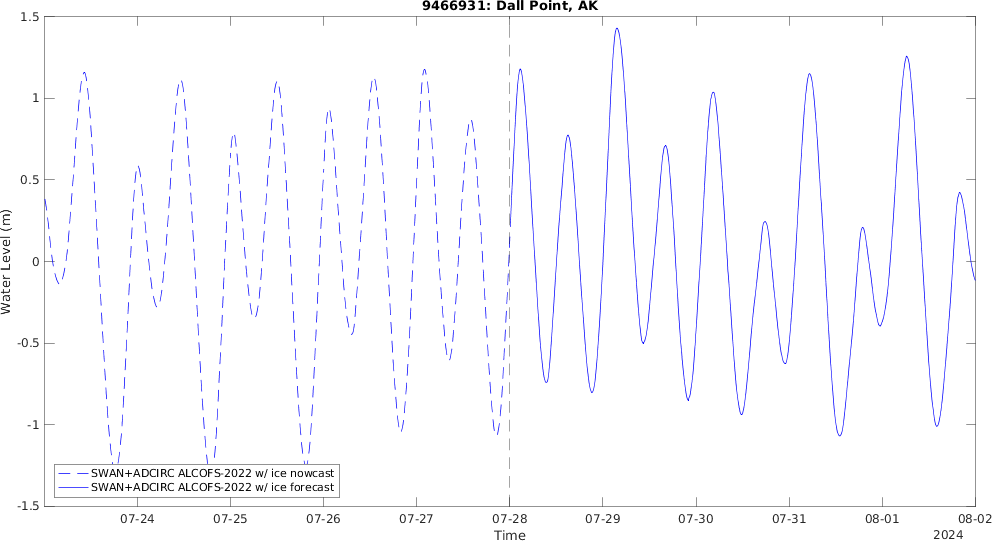 9466931: Dall Point, AK
1.5
1
0.5
0
-0.5
-1
-1.5
Water Level (m)
SWAN+ADCIRC ALCOFS-2022 w/ ice nowcast
SWAN+ADCIRC ALCOFS-2022 w/ ice forecast
07-24 07-25 07-26 07-27 07-28 07-29 07-30 07-31 08-01 08-02
Time
2024